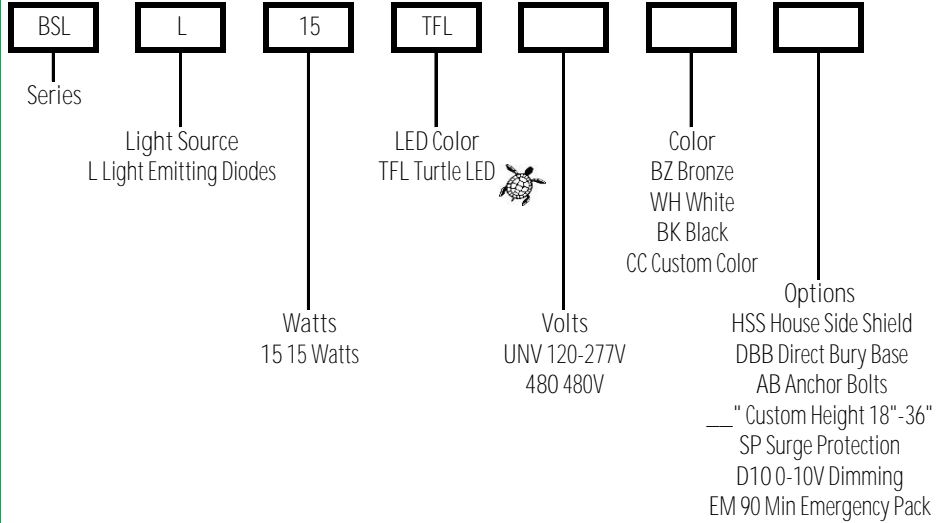 BSL L 15 TFL
Series
Light Source
L Light Emitting Diodes
LED Color
TFL Turtle LED
Color
BZ Bronze
WH White
BK Black
CC Custom Color
Watts
15 15 Watts
Volts
UNV 120-277V
480 480V
Options
HSS House Side Shield
DBB Direct Bury Base
AB Anchor Bolts
__" Custom Height 18"-36"
SP Surge Protection
D10 0-10V Dimming
EM 90 Min Emergency Pack